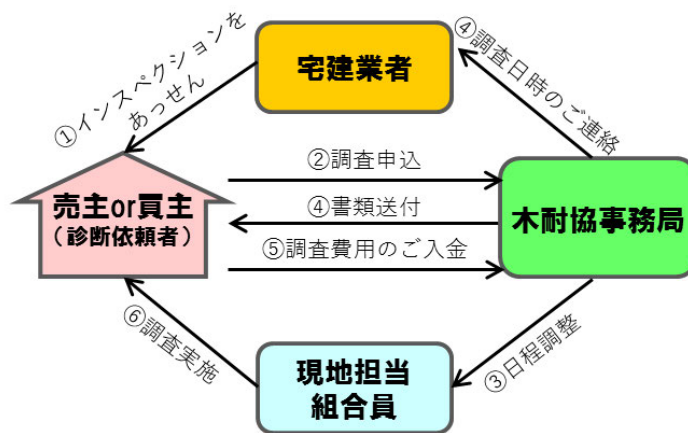 宅建業者
④調査日時のご連絡
①インスペクションを
あっせん
②調査申込
売主or買主
（診断依頼者）
④書類送付
木耐協事務局
⑤調査費用のご入金
⑥調査実施
現地担当
組合員
③日程調整